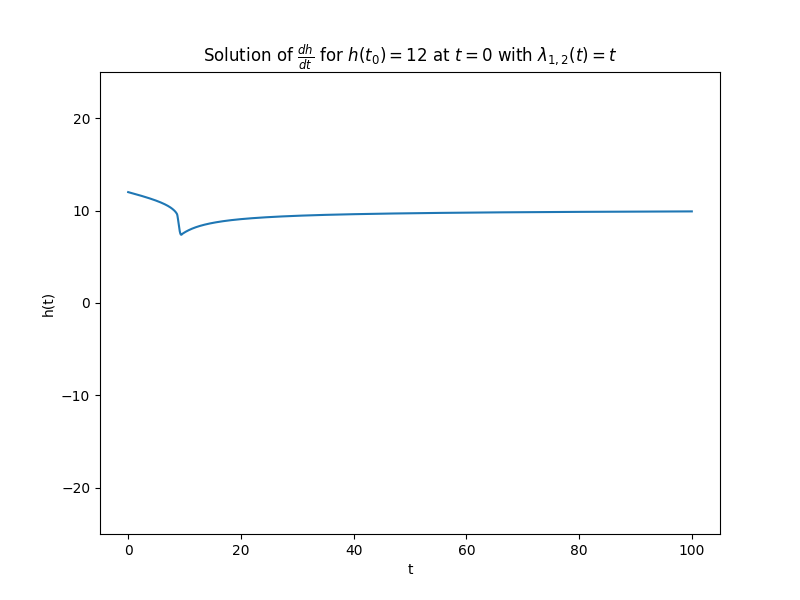 Solution of $\frac{dh}{dt}$ for $h(t_0) = 12$ at $t = 0$ with $\lambda_{1,2}(t) = t$
20
10
0
−10
−20
h(t)
0 20 40 60 80 100
t